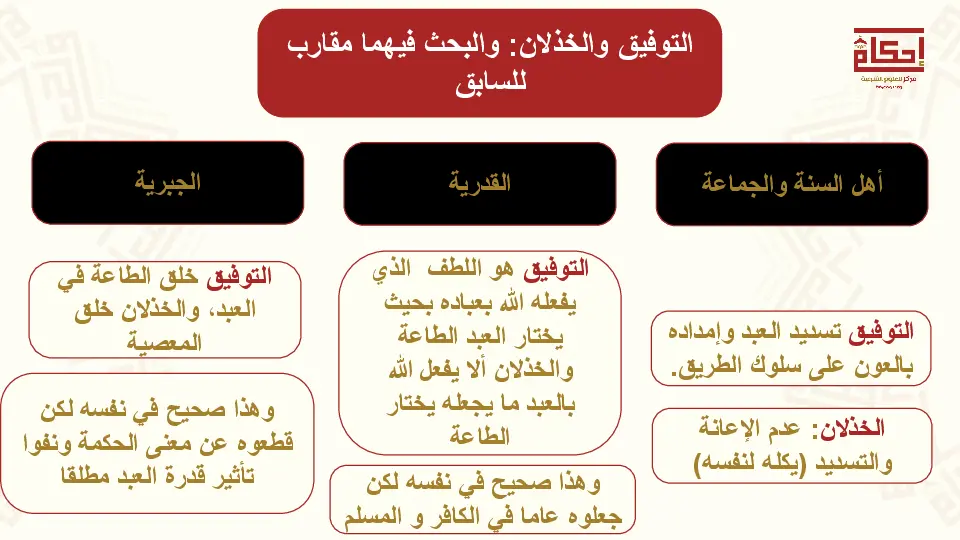 التوفيق والخذلان: والبحث فيهما مقارب
للسابق
إحكام
مركز للعلوم الشرعية
أهل السنة والجماعة
القدرية
الجبرية
التوفيق تسديد العبد وإمداده
بالعون على سلوك الطريق.
الخذلان: عدم الإعانة
والتسديد (يكله لنفسه)
التوفيق هو اللطف الذي
يفعله الله بعباده بحيث
يختار العبد الطاعة
والخذلان ألا يفعل الله
بالعبد ما يجعله يختار
الطاعة
وهذا صحيح في نفسه لكن
جعلوه عاما في الكافر و المسلم
التوفيق خلق الطاعة في
العبد، والخذلان خلق
المعصية
وهذا صحيح في نفسه لكن
قطعوه عن معنى الحكمة ونفوا
تأثير قدرة العبد مطلقا